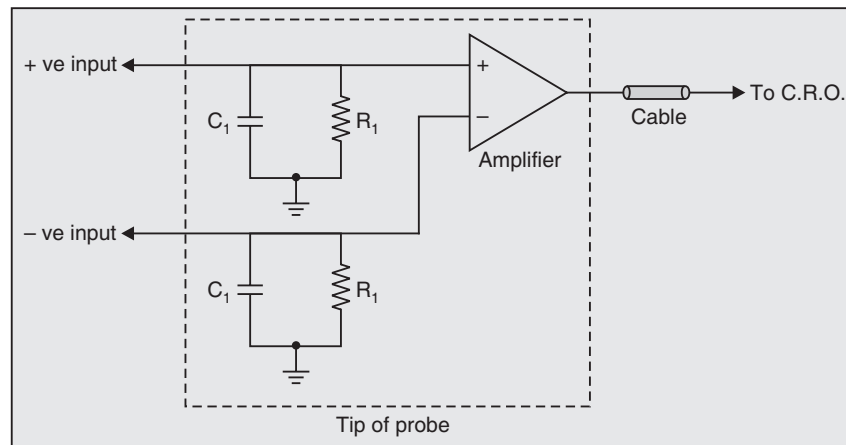 + ve input
+
C1
R1
–
Amplifier
Cable
To C.R.O.
– ve input
C1
R1
Tip of probe